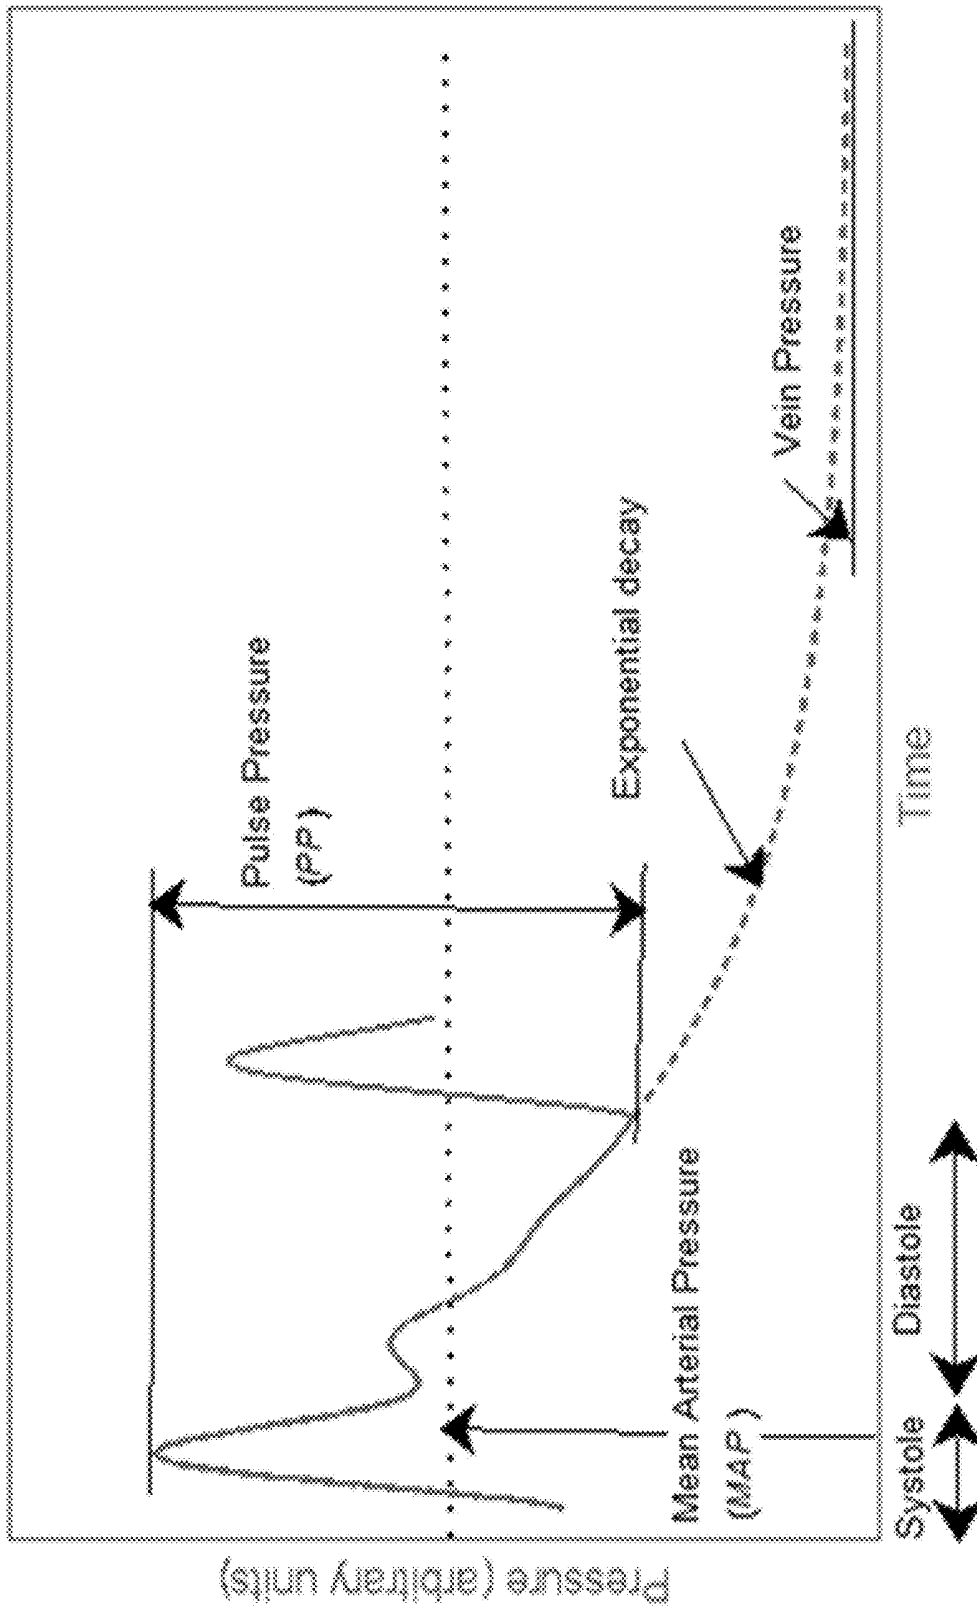 Pressure (arbitrary units)
Pulse Pressure
(PP)
Exponential decay
Vein Pressure
Mean Arterial Pressure
(MAP)
Systole
Diastole
Time